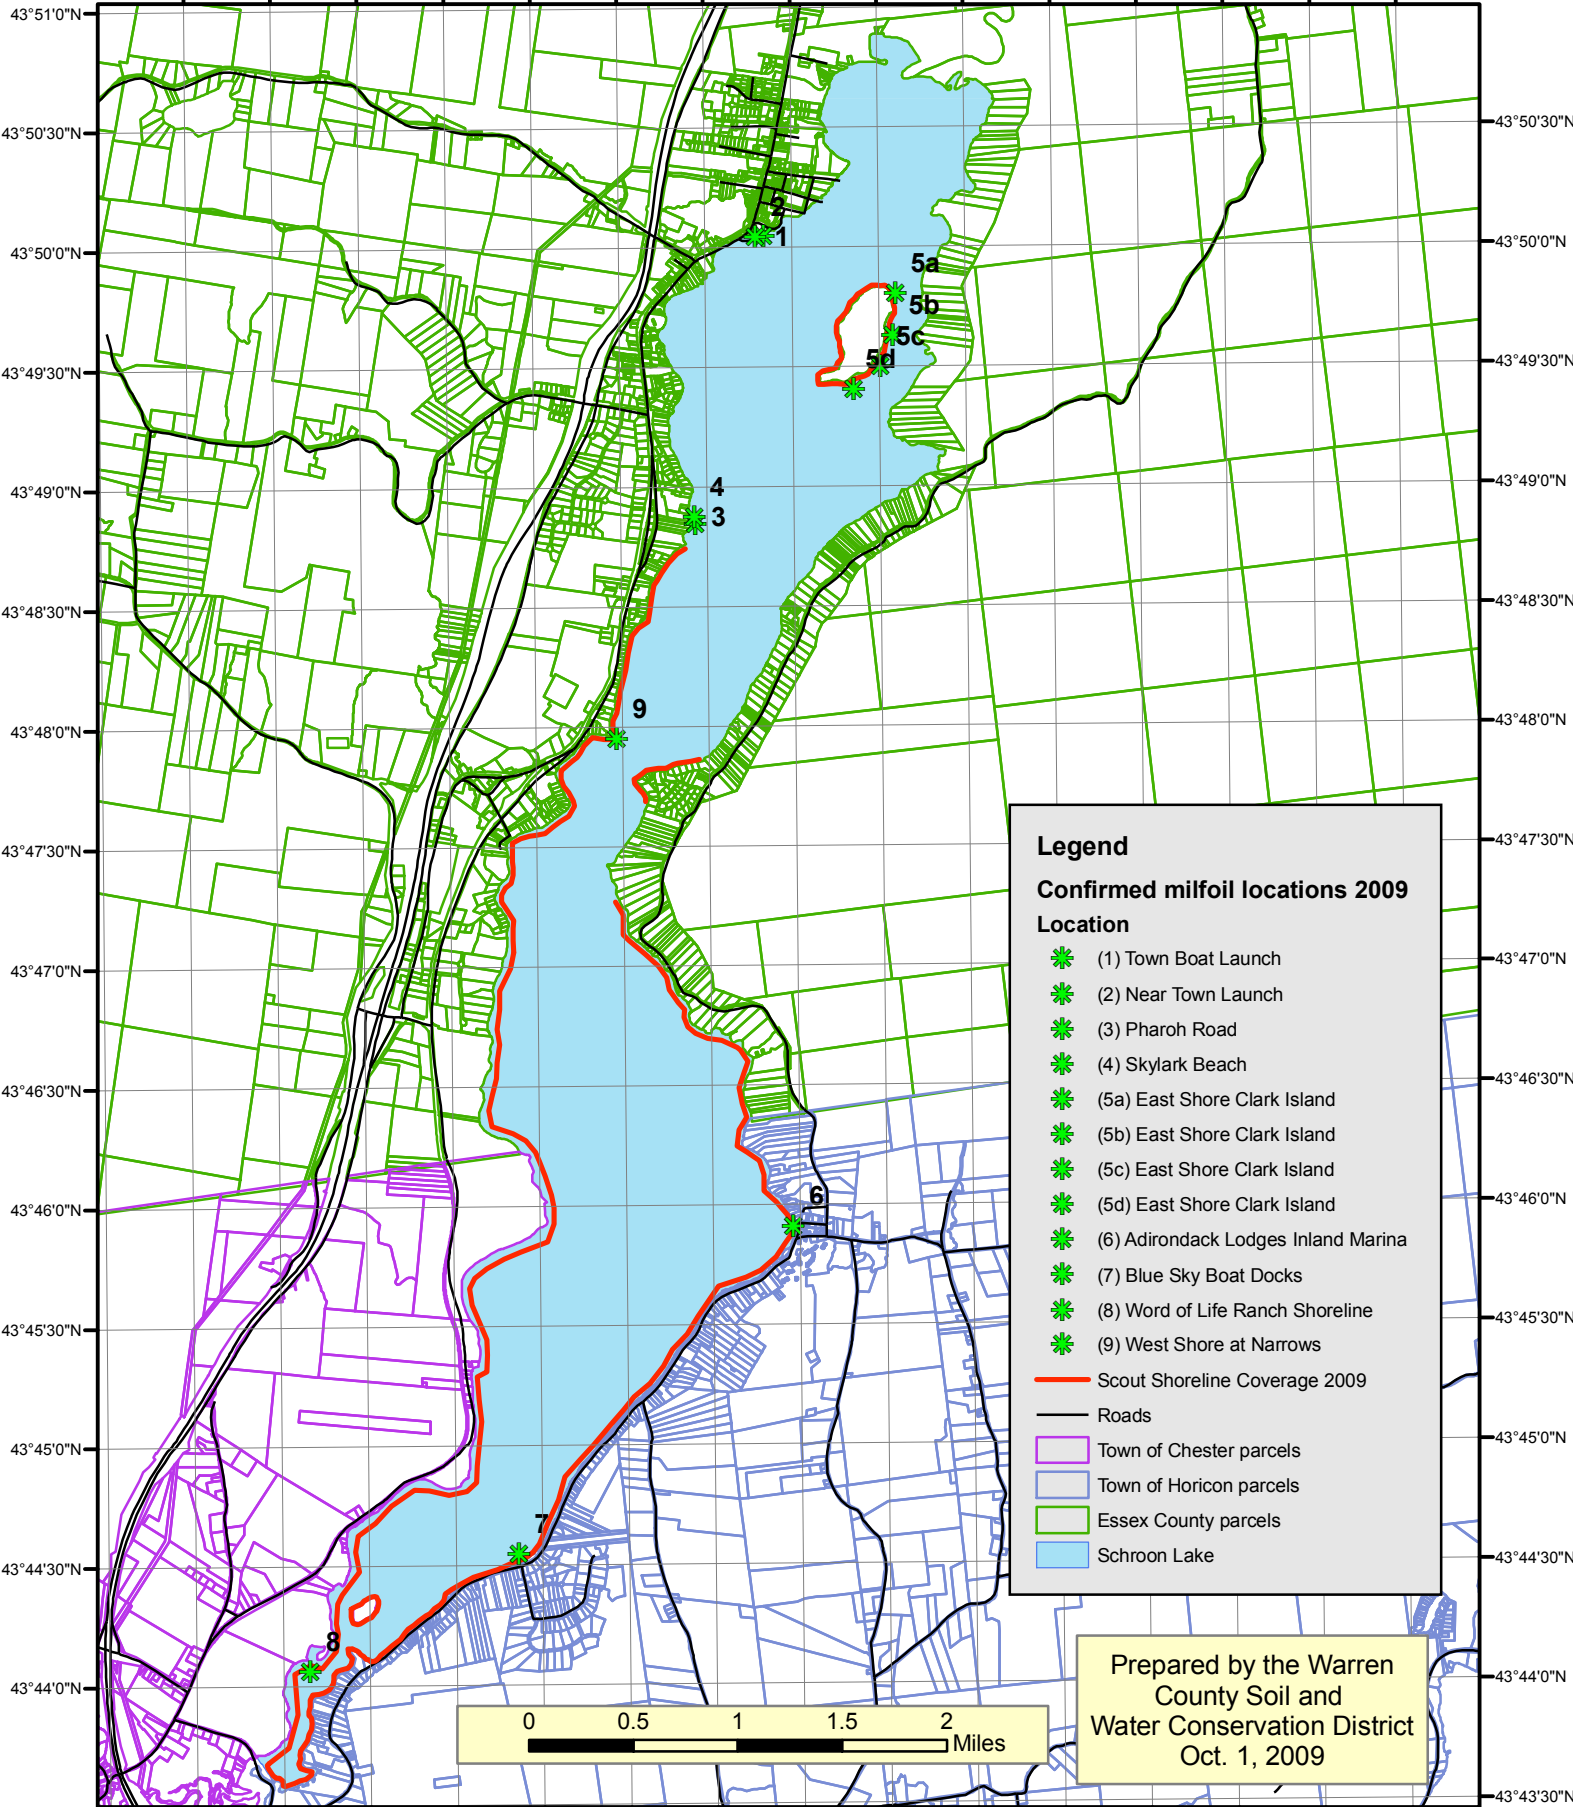 43°51'0"N
43°50'30"N
43°50'0"N
43°49'30"N
43°49'0"N
43°48'30"N
43°48'0"N
43°47'30"N
43°47'0"N
43°46'30"N
43°46'0"N
43°45'30"N
43°45'0"N
43°44'30"N
43°44'0"N
2
1
5a
5b
5c
5d
4
3
9
6
7
8
43°50'30"N
43°50'0"N
43°49'30"N
43°49'0"N
43°48'30"N
43°48'0"N
43°47'30"N
43°47'0"N
43°46'30"N
43°46'0"N
43°45'30"N
43°45'0"N
43°44'30"N
43°44'0"N
43°43'30"N
Legend
Confirmed milfoil locations 2009
Location
(1) Town Boat Launch
(2) Near Town Launch
(3) Pharoh Road
(4) Skylark Beach
(5a) East Shore Clark Island
(5b) East Shore Clark Island
(5c) East Shore Clark Island
(5d) East Shore Clark Island
(6) Adirondack Lodges Inland Marina
(7) Blue Sky Boat Docks
(8) Word of Life Ranch Shoreline
(9) West Shore at Narrows
Scout Shoreline Coverage 2009
Roads
Town of Chester parcels
Town of Horicon parcels
Essex County parcels
Schroon Lake
0 0.5 1 1.5 2
Miles
Prepared by the Warren
County Soil and
Water Conservation District
Oct. 1, 2009